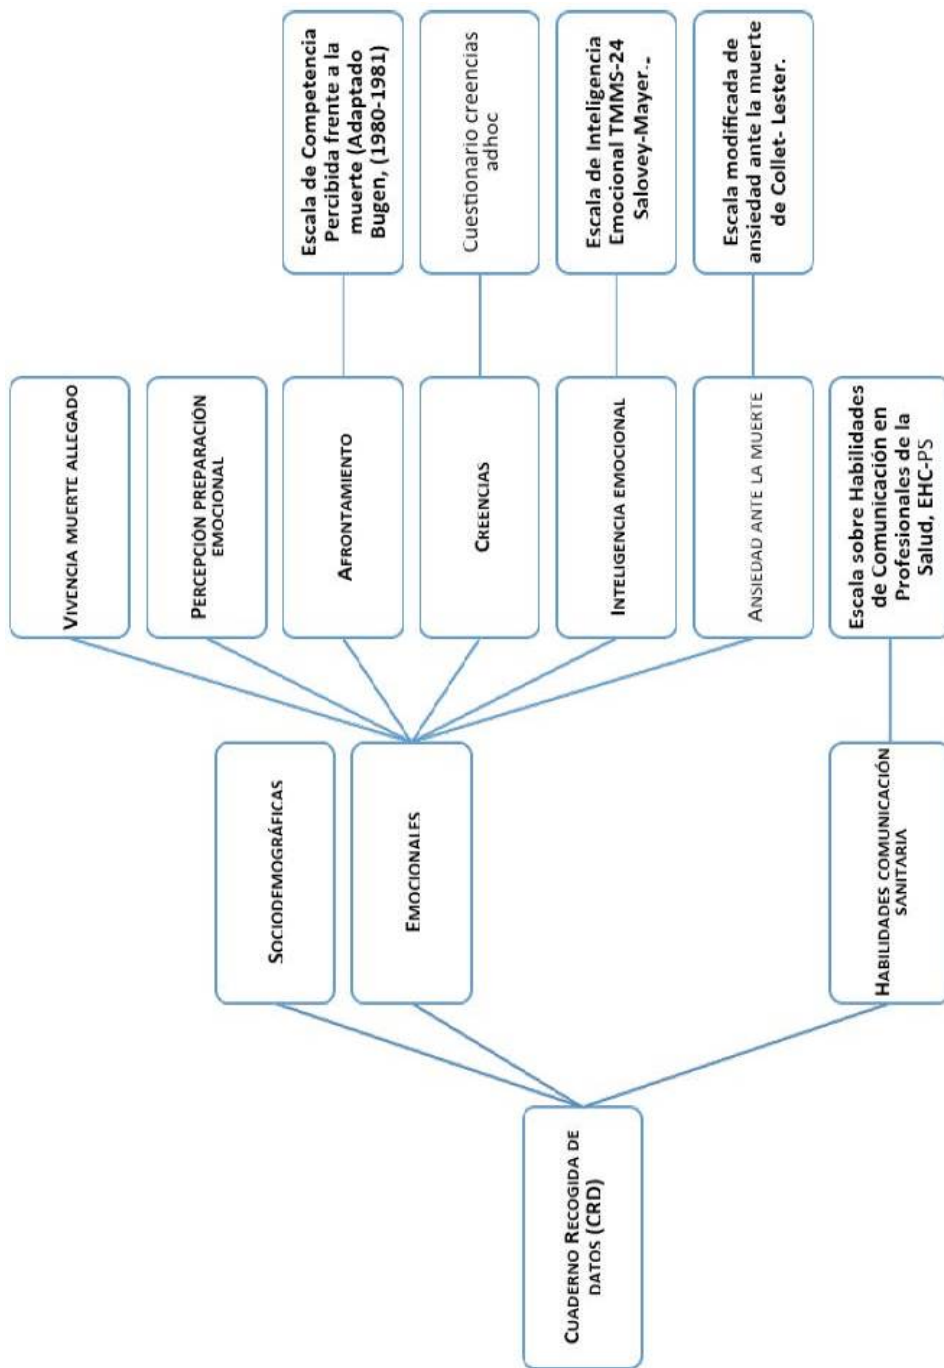 CUADERNO RECOGIDA DE
DATOS (CRD)
SOCIODEMOGRÁFICAS
EMOCIONALES
HABILIDADES COMUNICACIÓN
SANITARIA
VIVENCIA MUERTE ALLEGADO
PERCEPCIÓN PREPARACIÓN
EMOCIONAL
AFRONTAMIENTO
CREENCIAS
INTELIGENCIA EMOCIONAL
ANSIEDAD ANTE LA MUERTE
Escala sobre Habilidades
de Comunicación en
Profesionales de la
Salud, EHC-PS
Escala de Competencia
Percibida frente a la
muerte (Adaptado
Bugen, (1980-1981)
Cuestionario creencias
adhoc
Escala de Inteligencia
Emocional TMMS-24
Salovey-Mayer..
Escala modificada de
ansiedad ante la muerte
de Collet- Lester.